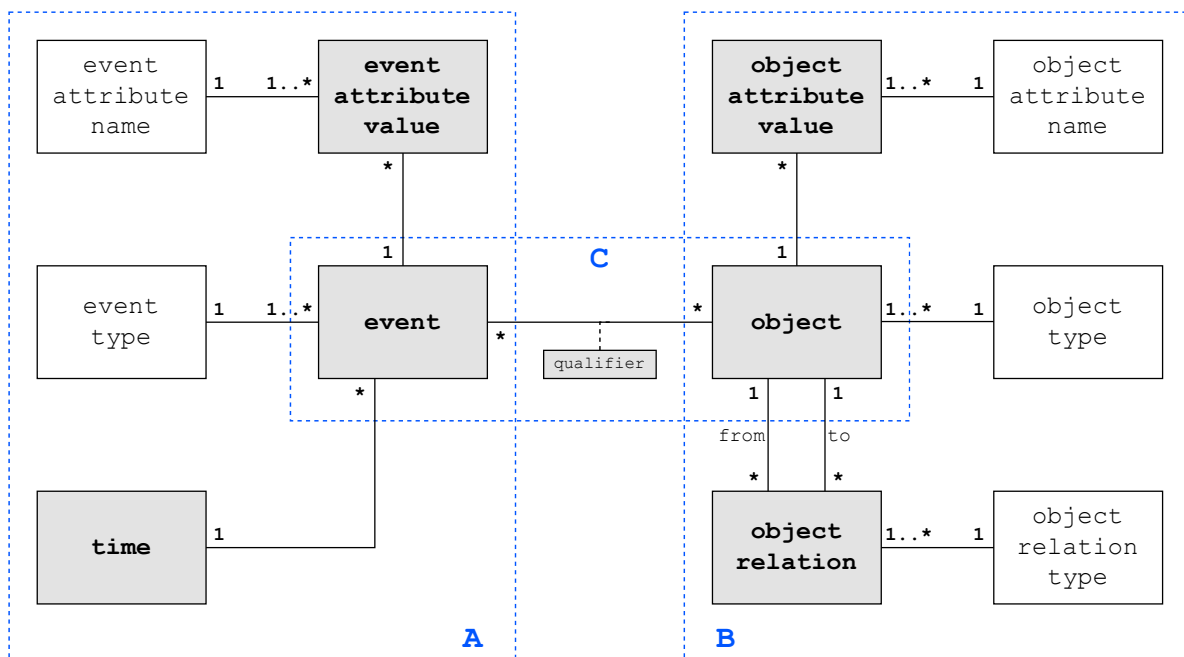 event
attribute
name
1
1..*
event
attribute
value
*
object
attribute
value
1..*
1
object
attribute
name
*
C
1
1
event
type
1
1..*
event
*
*
qualifier
*
object
1..*
1
object
type
1
1
from
to
*
*
time
1
object
relation
1..*
1
object
relation
type
A
B